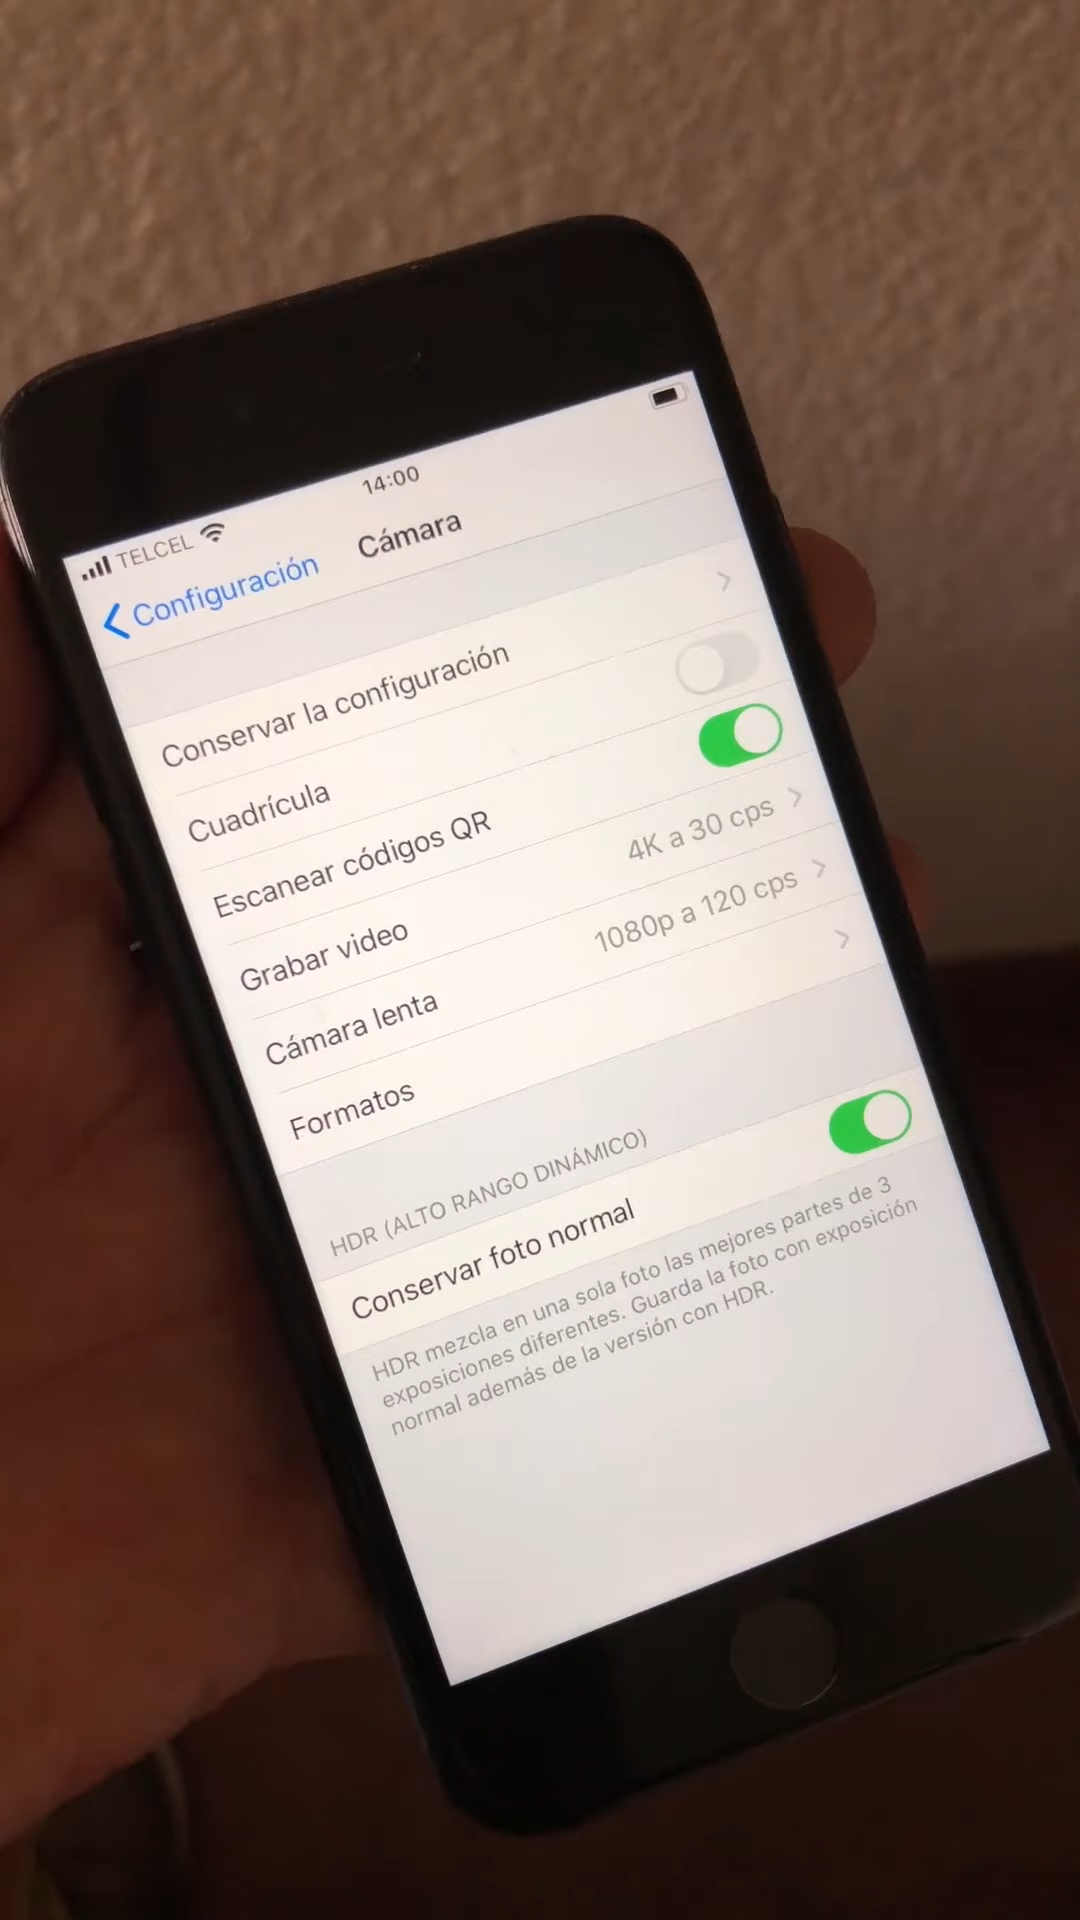 14:00
TELCEL
Configuración
Cámara
Conservar la configuración
Cuadrícula
Escanear códigos QR
Grabar video 4K a 30 cps
Cámara lenta 1080p a 120 cps
Formatos
HDR (ALTO RANGO DINÁMICO)
Conservar foto normal
HDR mezcla en una sola foto las mejores partes de 3
exposiciones diferentes. Guarda la foto con exposición
normal además de la versión con HDR.